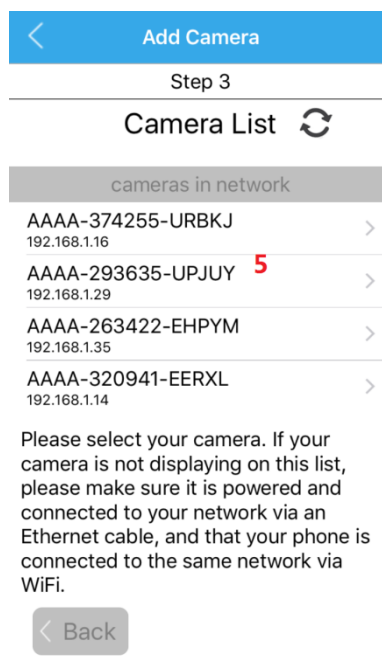 Add Camera
Step 3
Camera List
cameras in network
AAAA-374255-URBKJ
192.168.1.16
AAAA-293635-UPJUY 5
192.168.1.29
AAAA-263422-EHPYM
192.168.1.35
AAAA-320941-EERXL
192.168.1.14
Please select your camera. If your
camera is not displaying on this list,
please make sure it is powered and
connected to your network via an
Ethernet cable, and that your phone is
connected to the same network via
WiFi.
Back